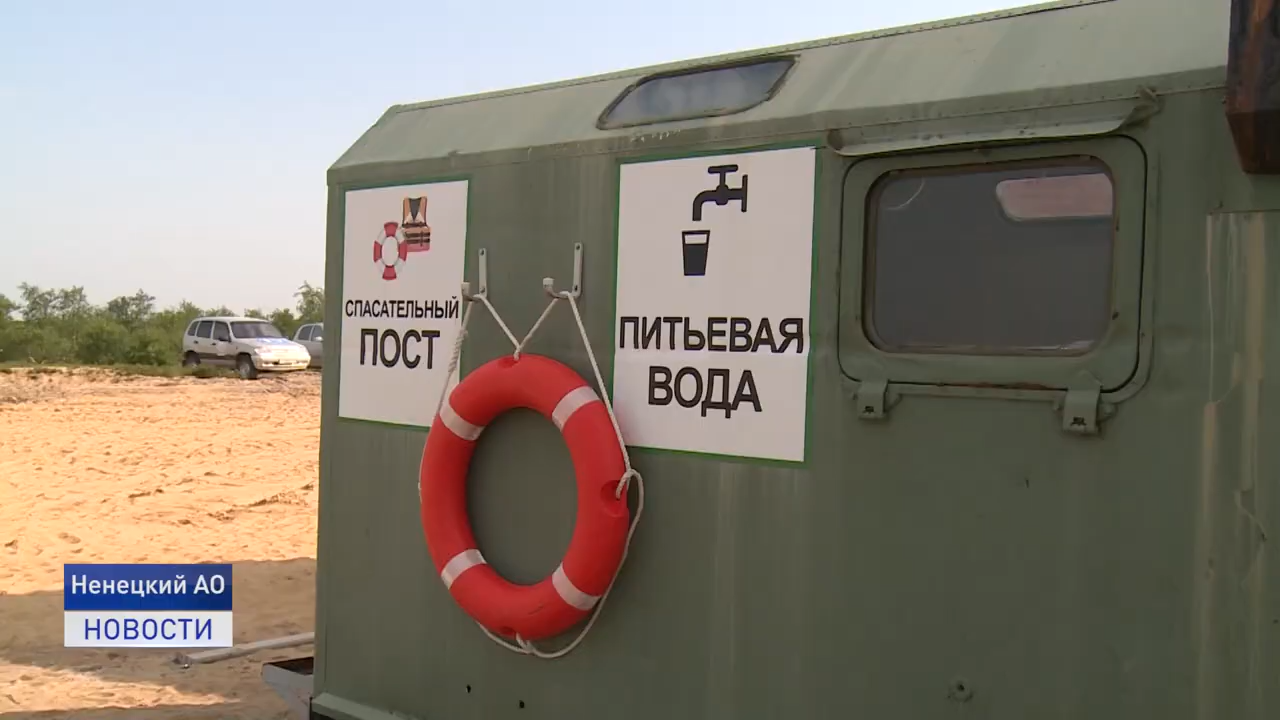 СПАСАТЕЛЬНЫЙ
ПОСТ
ПИТЬЕВАЯ
ВОДА
Ненецкий АО
НОВОСТИ